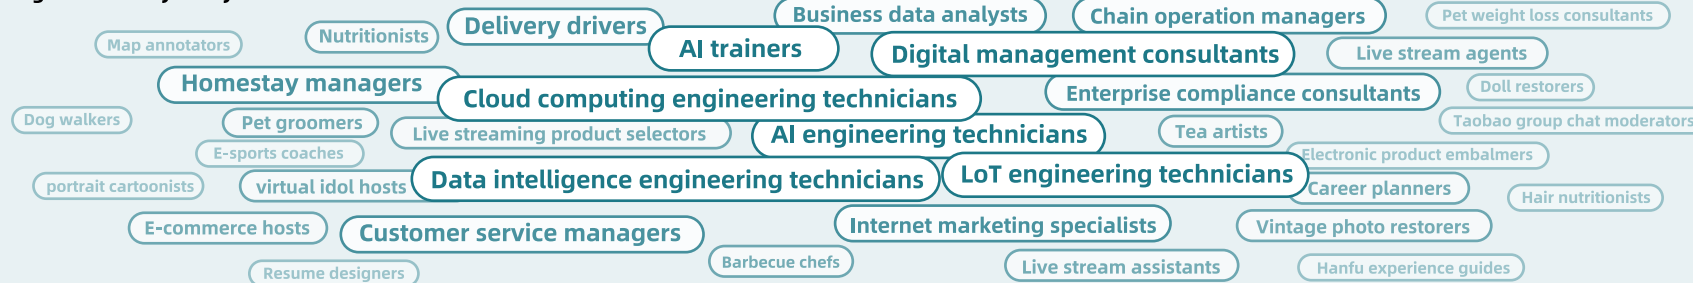 Business data analysts
Chain operation managers
Pet weight loss consultants
Delivery drivers
Nutritionists
Map annotators
AI trainers
Digital management consultants
Live stream agents
Homestay managers
Cloud computing engineering technicians
Enterprise compliance consultants
Doll restorers
Dog walkers
Pet groomers
Live streaming product selectors
AI engineering technicians
Tea artists
Taobao group chat moderators
E-sports coaches
Electronic product embalmers
portrait cartoonists
virtual idol hosts
Data intelligence engineering technicians
LoT engineering technicians
Career planners
Hair nutritionists
E-commerce hosts
Customer service managers
Internet marketing specialists
Vintage photo restorers
Barbecue chefs
Live stream assistants
Hanfu experience guides
Resume designers